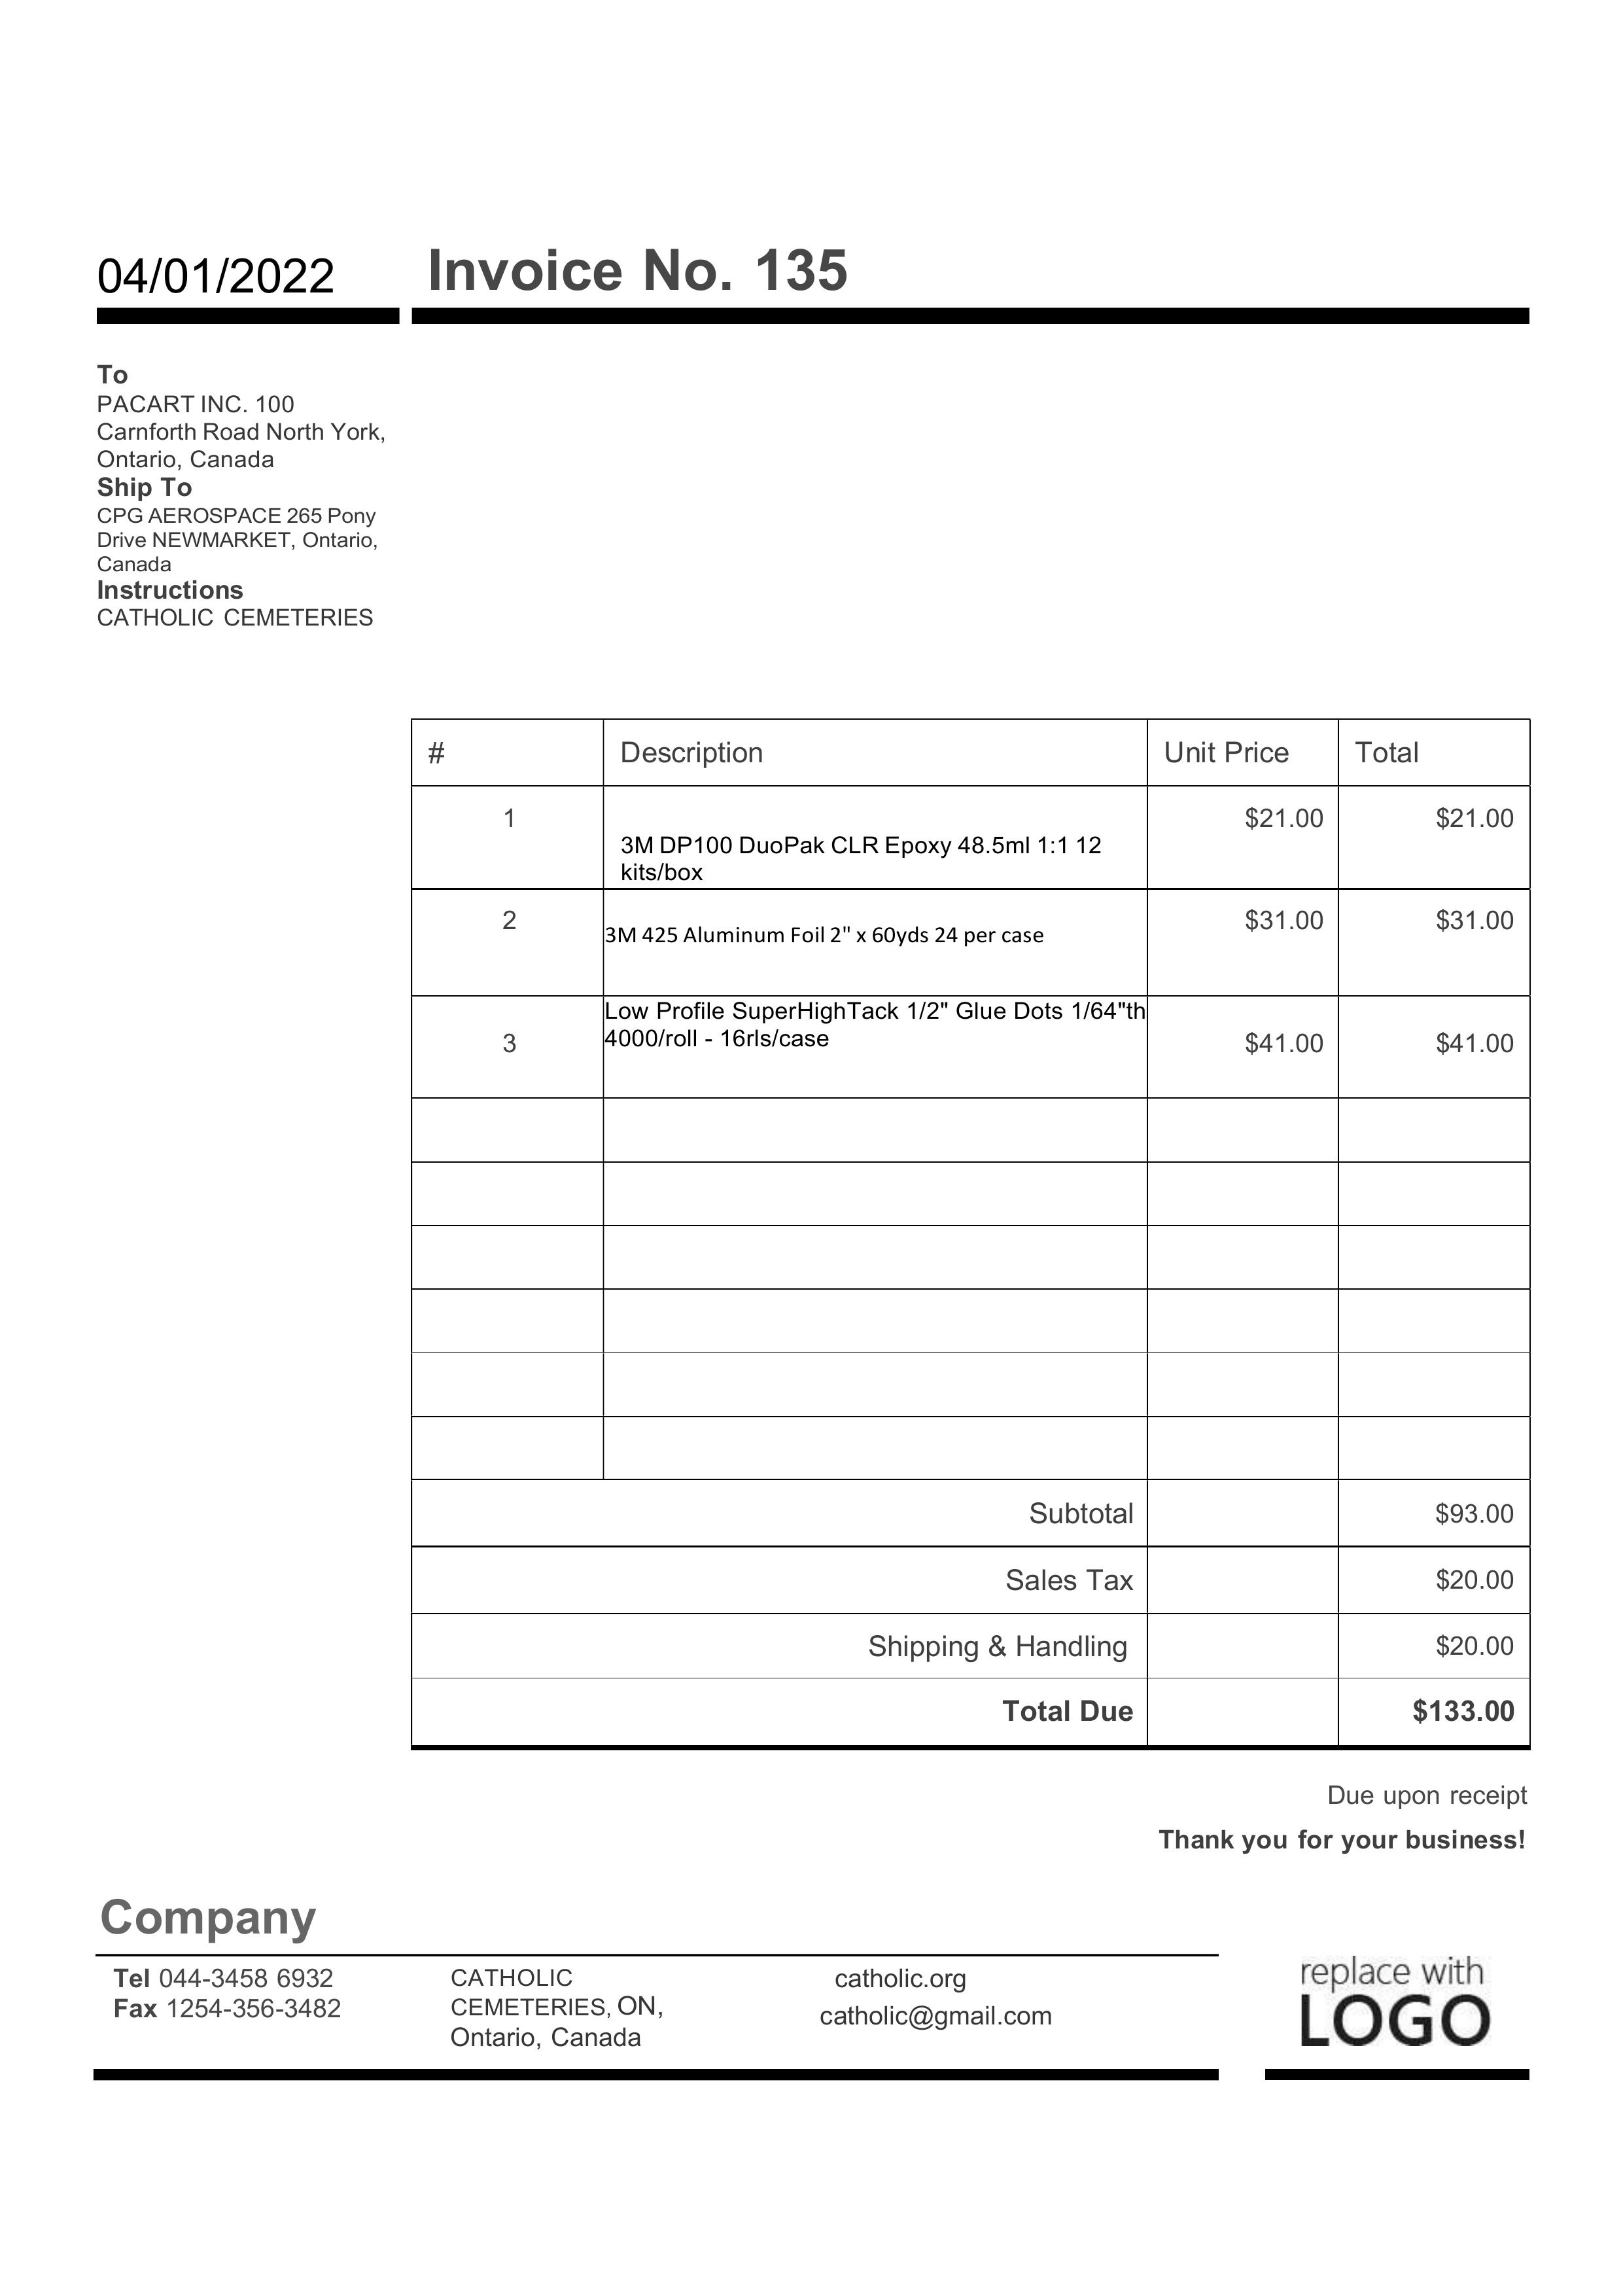 04/01/2022 Invoice No. 135
To
PACART INC. 100
Carnforth Road North York,
Ontario, Canada
Ship To
CPG AEROSPACE 265 Pony
Drive NEWMARKET, Ontario,
Canada
Instructions
CATHOLIC CEMETERIES
# Description Unit Price Total
1 $21.00 $21.00
3M DP100 DuoPak CLR Epoxy 48.5ml 1:1 12
kits/box
2 $31.00 $31.00
3M 425 Aluminum Foil 2" x 60yds 24 per case
Low Profile SuperHighTack 1/2" Glue Dots 1/64"th
4000/roll - 16rls/case
3 $41.00 $41.00
Subtotal $93.00
Sales Tax $20.00
Shipping & Handling $20.00
Total Due $133.00
Due upon receipt
Thank you for your business!
Company
Tel 044-3458 6932
Fax 1254-356-3482
CATHOLIC
CEMETERIES, ON,
Ontario, Canada
catholic.org
catholic@gmail.com
replace with
LOGO